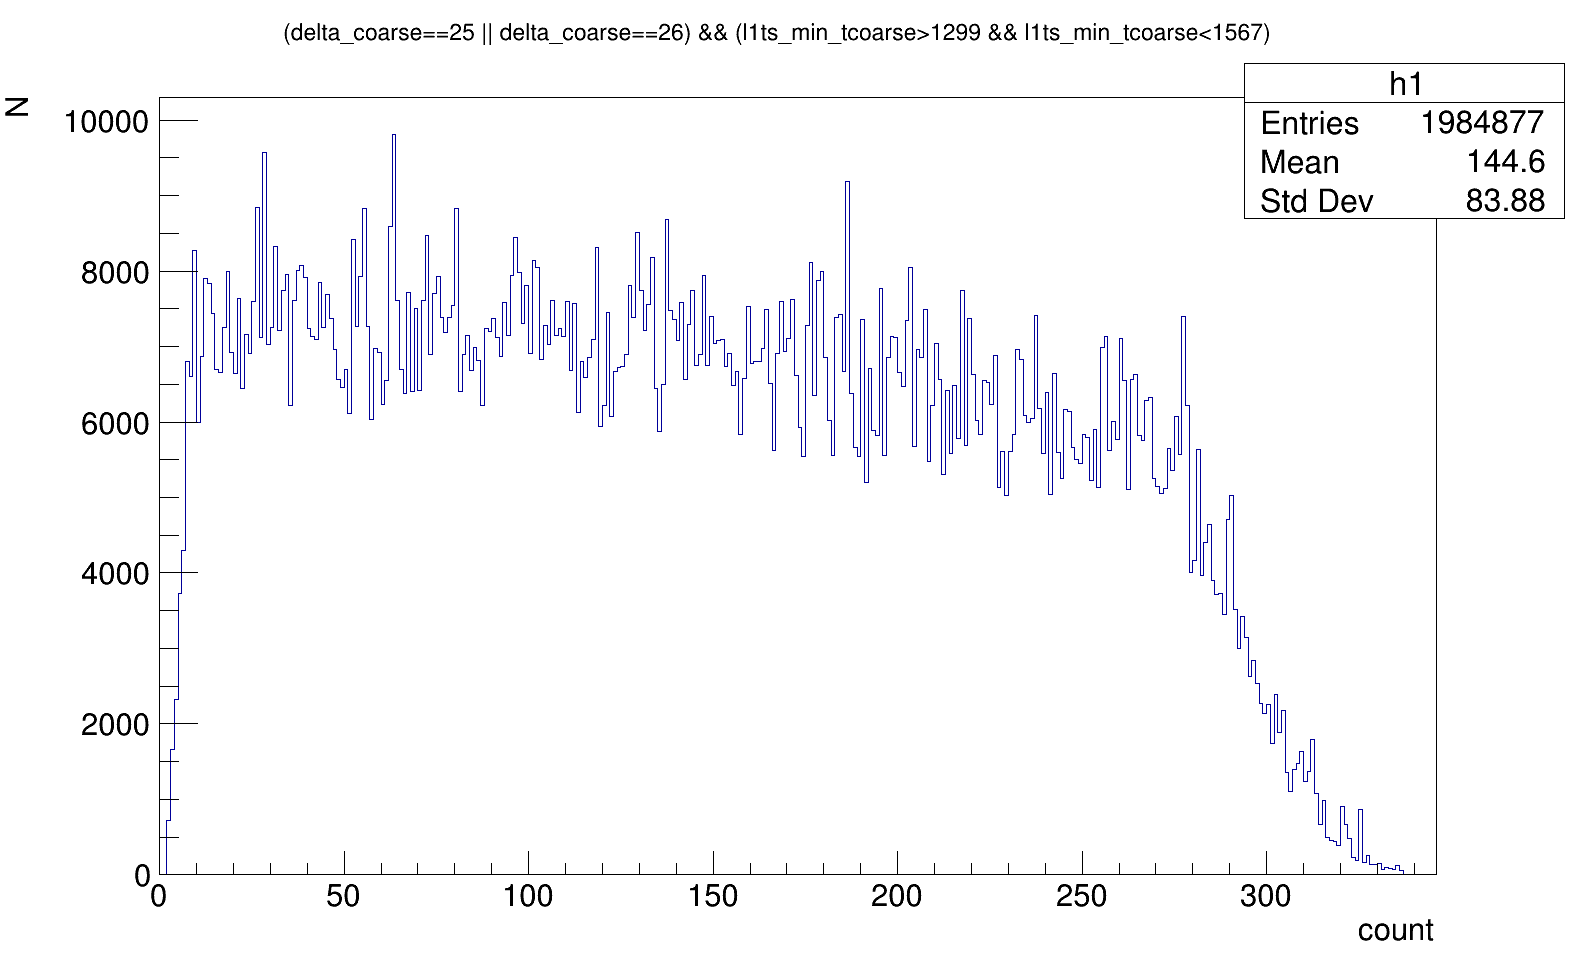 (delta_coarse==25 || delta_coarse==26) && (l1ts_min_tcoarse>1299 && l1ts_min_tcoarse<1567)
h1
Entries 1984877
Mean 144.6
Std Dev 83.88
N
10000
8000
6000
4000
2000
0
0 50 100 150 200 250 300
count